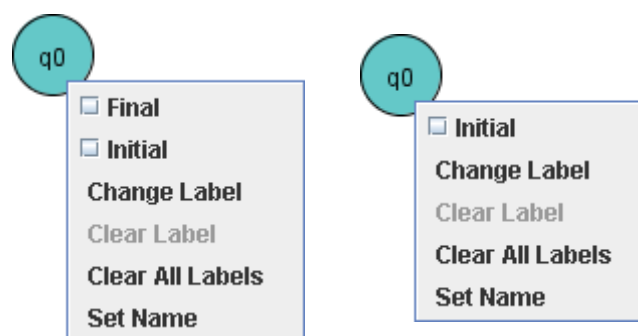 q0
Final
Initial
Change Label
Clear Label
Clear All Labels
Set Name
q0
Initial
Change Label
Clear Label
Clear All Labels
Set Name